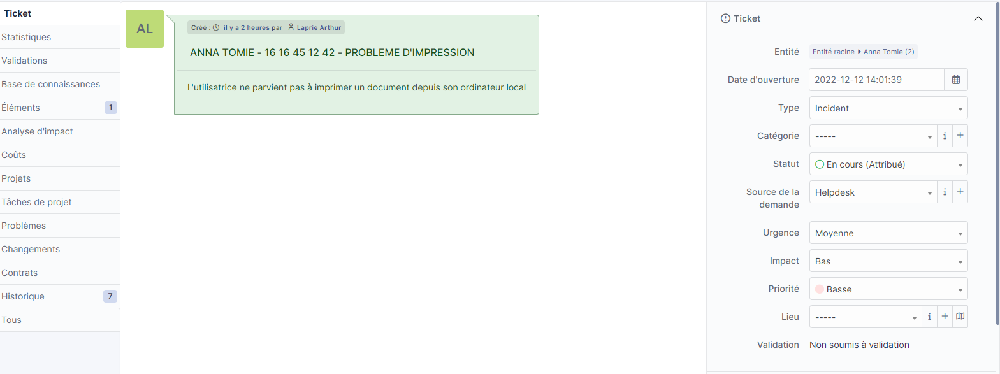 Ticket
Statistiques
Validations
Base de connaissances
Éléments 1
Analyse d'impact
Coûts
Projets
Tâches de projet
Problèmes
Changements
Contrats
Historique 7
Tous
AL
Créé : il y a 2 heures par Laprie Arthur
ANNA TOMIE - 16 16 45 12 42 - PROBLEME D'IMPRESSION
L'utilisatrice ne parvient pas à imprimer un document depuis son ordinateur local
Ticket
Entité Entité racine Anna Tomie (2)
Date d'ouverture 2022-12-12 14:01:39
Type Incident
Catégorie -----
Statut En cours (Attribué)
Source de la
demande Helpdesk
Urgence Moyenne
Impact Bas
Priorité Basse
Lieu -----
Validation Non soumis à validation